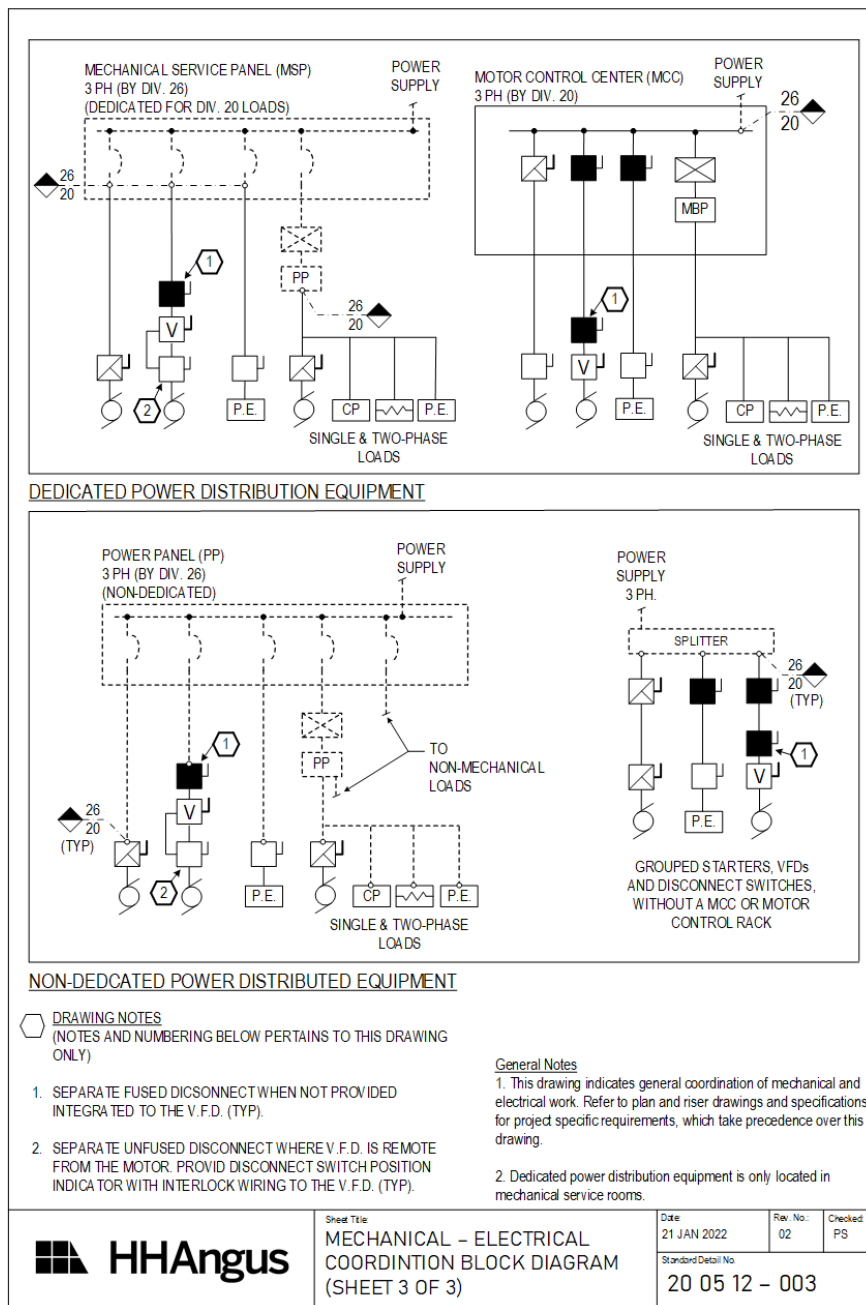 MECHANICAL SERVICE PANEL (MSP)
3 PH (BY DIV. 26)
(DEDICATED FOR DIV. 20 LOADS)
POWER
SUPPLY
26
20
1
V
2
PP
26
20
P.E.
CP
P.E.
SINGLE & TWO-PHASE
LOADS
MOTOR CONTROL CENTER (MCC)
3 PH (BY DIV. 20)
POWER
SUPPLY
26
20
MBP
1
V
P.E.
CP
P.E.
SINGLE & TWO-PHASE
LOADS
DEDICATED POWER DISTRIBUTION EQUIPMENT
POWER PANEL (PP)
3 PH (BY DIV. 26)
(NON-DEDICATED)
POWER
SUPPLY
1
PP
TO
NON-MECHANICAL
LOADS
V
26
20
(TYP)
2
P.E.
CP
P.E.
SINGLE & TWO-PHASE
LOADS
POWER
SUPPLY
3 PH.
SPLITTER
26
20
(TYP)
1
V
P.E.
GROUPED STARTERS, VFDs
AND DISCONNECT SWITCHES,
WITHOUT A MCC OR MOTOR
CONTROL RACK
NON-DEDCATED POWER DISTRIBUTED EQUIPMENT
DRAWING NOTES
(NOTES AND NUMBERING BELOW PERTAINS TO THIS DRAWING
ONLY)
1. SEPARATE FUSED DICSONNECT WHEN NOT PROVIDED
INTEGRATED TO THE V.F.D. (TYP).
2. SEPARATE UNFUSED DISCONNECT WHERE V.F.D. IS REMOTE
FROM THE MOTOR. PROVID DISCONNECT SWITCH POSITION
INDICATOR WITH INTERLOCK WIRING TO THE V.F.D. (TYP).
General Notes
1. This drawing indicates general coordination of mechanical and
electrical work. Refer to plan and riser drawings and specifications
for project specific requirements, which take precedence over this
drawing.
2. Dedicated power distribution equipment is only located in
mechanical service rooms.
HHAngus
Sheet Title:
MECHANICAL – ELECTRICAL
COORDINTION BLOCK DIAGRAM
(SHEET 3 OF 3)
Date:
21 JAN 2022
Rev. No.:
02
Checked:
PS
Standard Detail No.
20 05 12 – 003